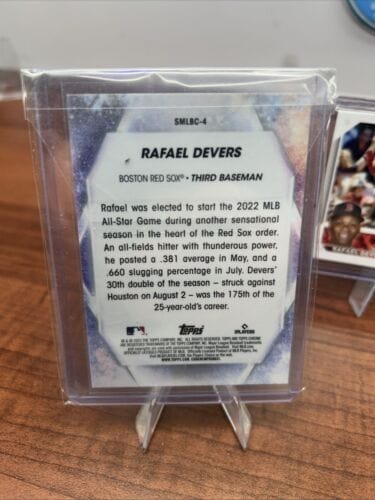 SMLBC-4
RAFAEL DEVERS
BOSTON RED SOX® • THIRD BASEMAN
Rafael was elected to start the 2022 MLB
All-Star Game during another sensational
season in the heart of the Red Sox order.
An all-fields hitter with thunderous power,
he posted a .381 average in May, and a
.660 slugging percentage in July. Devers'
30th double of the season – struck against
Houston on August 2 – was the 175th of the
25-year-old's career.
Topps
PLAYERS
RAFAEL DEVERS